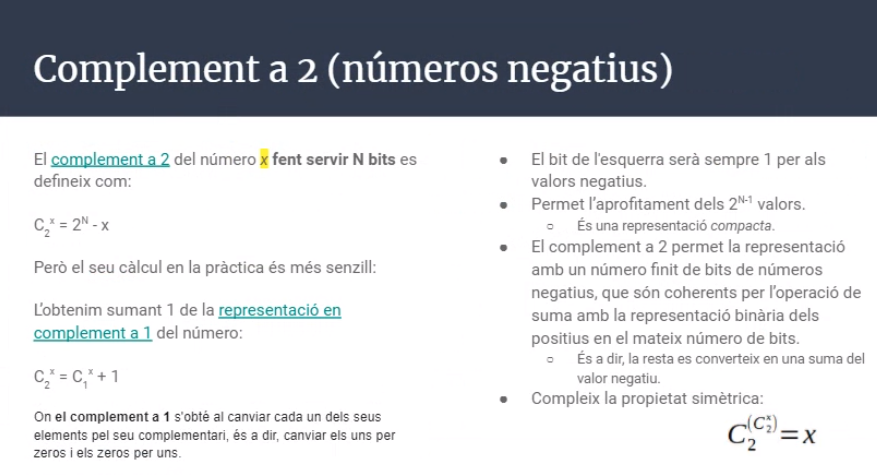 Complement a 2 (números negatius)
El complement a 2 del número x fent servir N bits es
defineix com:
C₂ˣ = 2ᴺ - x
Però el seu càlcul en la pràctica és més senzill:
L'obtenim sumant 1 de la representació en
complement a 1 del número:
C₂ˣ = C₁ˣ + 1
On el complement a 1 s'obté al canviar cada un dels seus
elements pel seu complementari, és a dir, canviar els uns per
zeros i els zeros per uns.
● El bit de l'esquerra serà sempre 1 per als
valors negatius.
● Permet l'aprofitament dels 2ᴺ⁻¹ valors.
○ És una representació compacta.
● El complement a 2 permet la representació
amb un número finit de bits de números
negatius, que són coherents per l'operació de
suma amb la representació binària dels
positius en el mateix número de bits.
○ És a dir, la resta es converteix en una suma del
valor negatiu.
● Compleix la propietat simètrica:
C₂^(C₂ˣ) = x